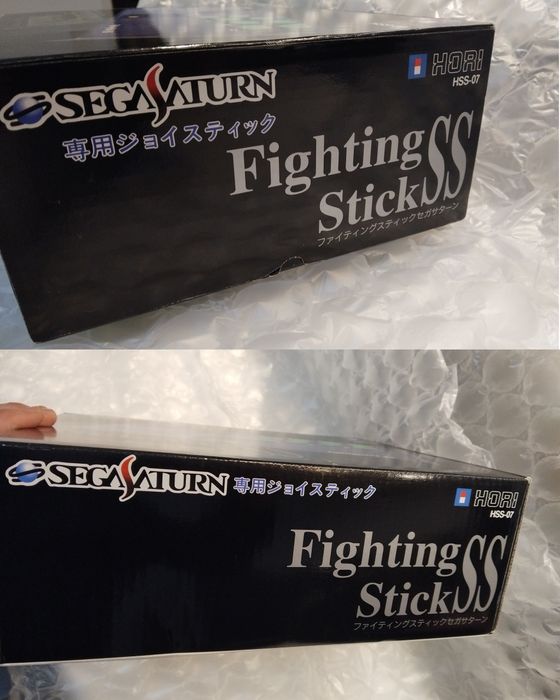 SEGA SATURN
専用ジョイスティック
HORI
HSS-07
Fighting
Stick SS
ファイティングスティックセガサターン
SEGA SATURN 専用ジョイスティック
HORI
HSS-07
Fighting
Stick SS
ファイティングスティックセガサターン